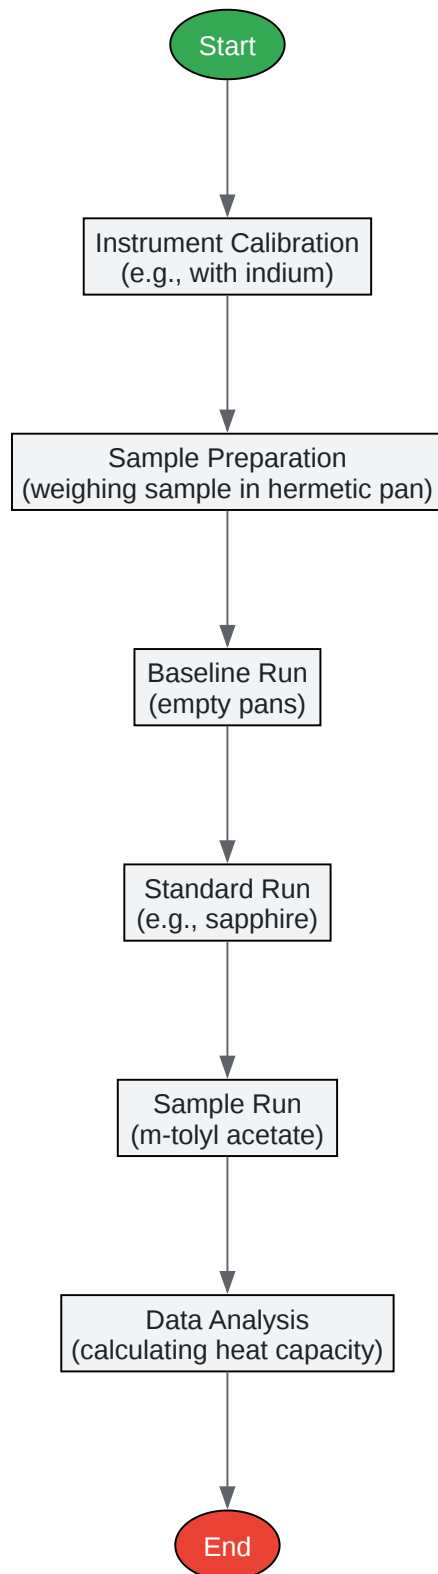 Start
Instrument Calibration
(e.g., with indium)
Sample Preparation
(weighing sample in hermetic pan)
Baseline Run
(empty pans)
Standard Run
(e.g., sapphire)
Sample Run
(m-tolyl acetate)
Data Analysis
(calculating heat capacity)
End